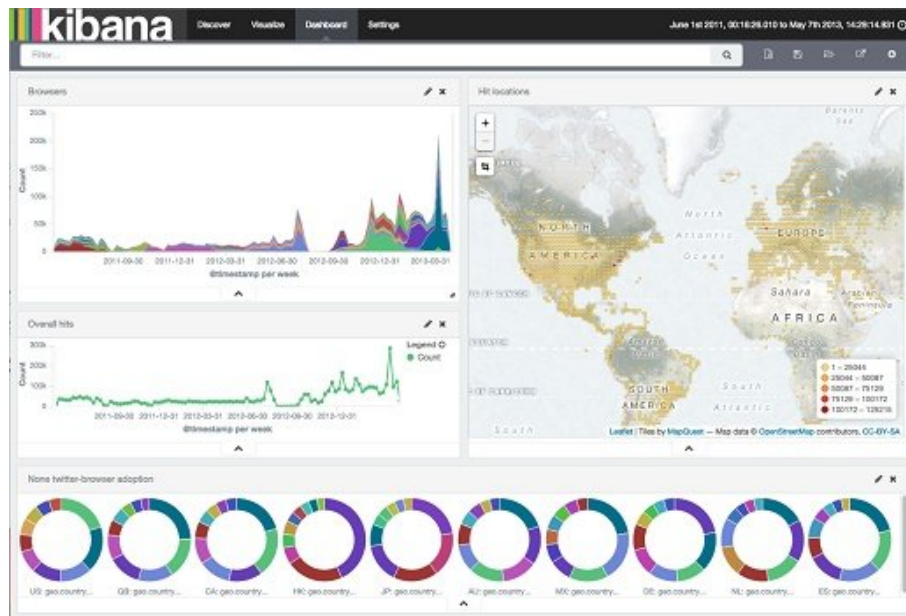 kibana
Discover Visualize Dashboard Settings
June 1st 2011, 00:16:26.010 to May 7th 2013, 14:29:14.931
Filter...
Browsers
250k
200k
150k
100k
50k
0
Count
2011-09-30 2011-12-31 2012-03-31 2012-06-30 2012-09-30 2012-12-31 2013-03-31
@timestamp per week
Overall hits
Legend
Count
300k
200k
100k
0
Count
2011-09-30 2011-12-31 2012-03-31 2012-06-30 2012-09-30 2012-12-31
@timestamp per week
Hit locations
+
−
Barents
Sea
NORTH
AMERICA
North
Atlantic
Ocean
EUROPE
Sahara
Arabian
Peninsula
AFRICA
OF CANCER
SOUTH
AMERICA
South
Atlantic
South
1 – 25044
25044 – 50087
50087 – 75129
75129 – 100172
100172 – 125215
Leaflet | Tiles by MapQuest — Map data © OpenStreetMap contributors, CC-BY-SA
None twitter-browser adoption
US: geo.country... GB: geo.country... CA: geo.country... HK: geo.country... JP: geo.country... AU: geo.country... MX: geo.country... DE: geo.country... NL: geo.country... ES: geo.country...